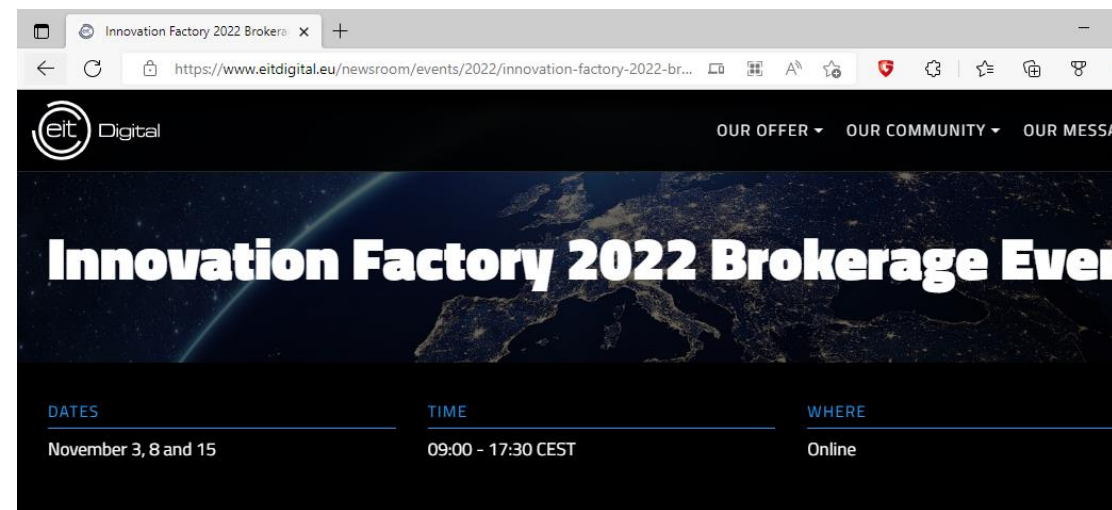 Innovation Factory 2022 Broker
https://www.eitdigital.eu/newsroom/events/2022/innovation-factory-2022-br...
eit Digital
OUR OFFER OUR COMMUNITY OUR MESSA
Innovation Factory 2022 Brokerage Even
DATES TIME WHERE
November 3, 8 and 15 09:00 - 17:30 CEST Online